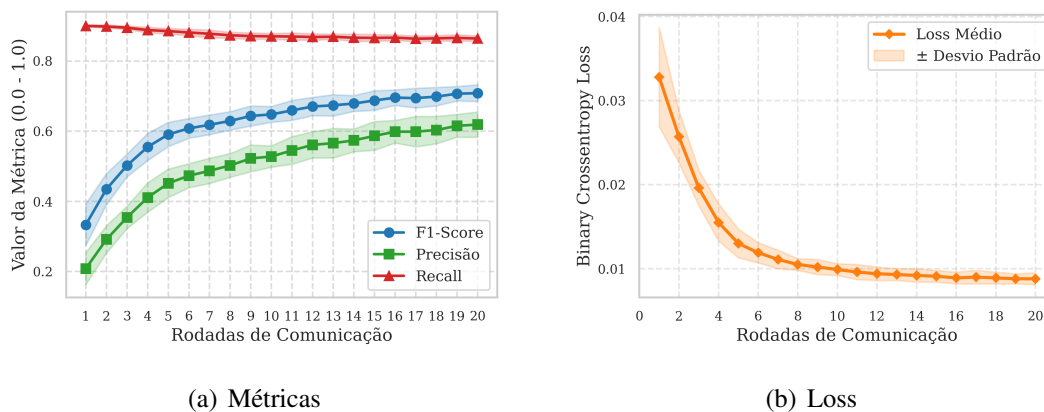 Valor da Métrica (0.0 - 1.0)
0.8
0.6
0.4
0.2
F1-Score
Precisão
Recall
1 2 3 4 5 6 7 8 9 10 11 12 13 14 15 16 17 18 19 20
Rodadas de Comunicação
(a) Métricas
Binary Crossentropy Loss
0.04
0.03
0.02
0.01
Loss Médio
± Desvio Padrão
0 2 4 6 8 10 12 14 16 18 20
Rodadas de Comunicação
(b) Loss